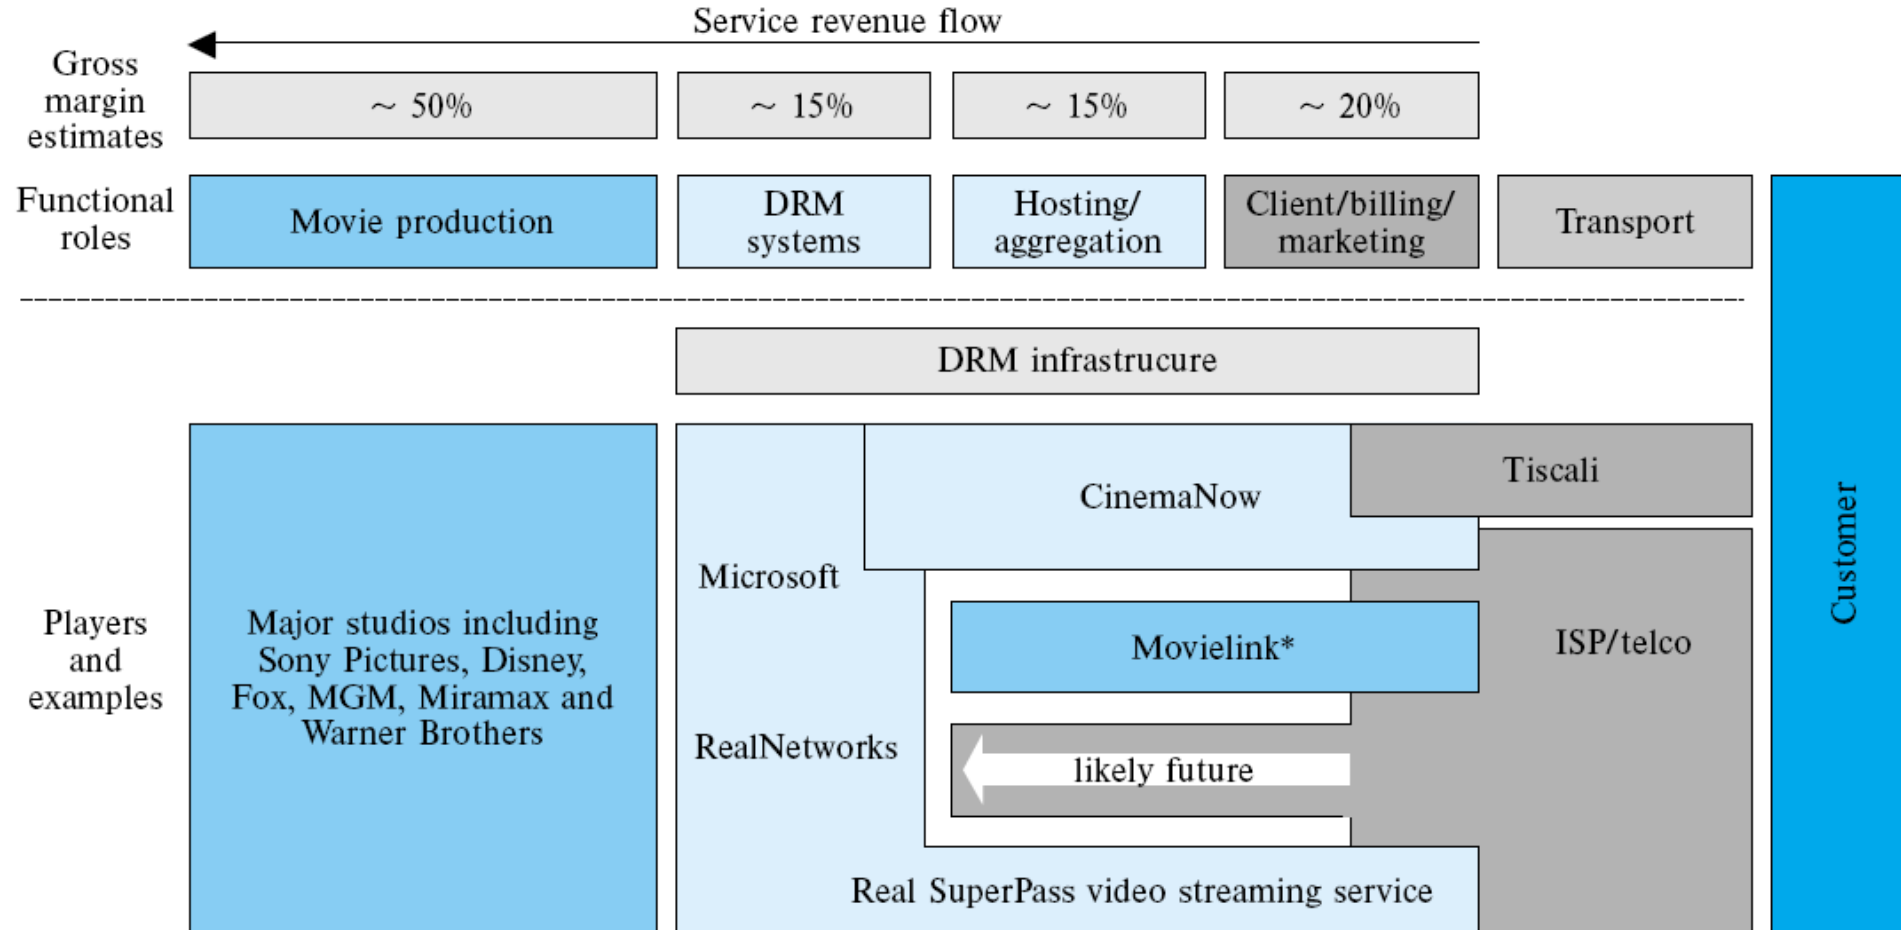 Service revenue flow
Gross
margin
estimates
~ 50%
~ 15%
~ 15%
~ 20%
Functional
roles
Movie production
DRM
systems
Hosting/
aggregation
Client/billing/
marketing
Transport
DRM infrastrucure
Players
and
examples
Major studios including
Sony Pictures, Disney,
Fox, MGM, Miramax and
Warner Brothers
Microsoft
RealNetworks
CinemaNow
Tiscali
Movielink*
ISP/telco
likely future
Real SuperPass video streaming service
Customer